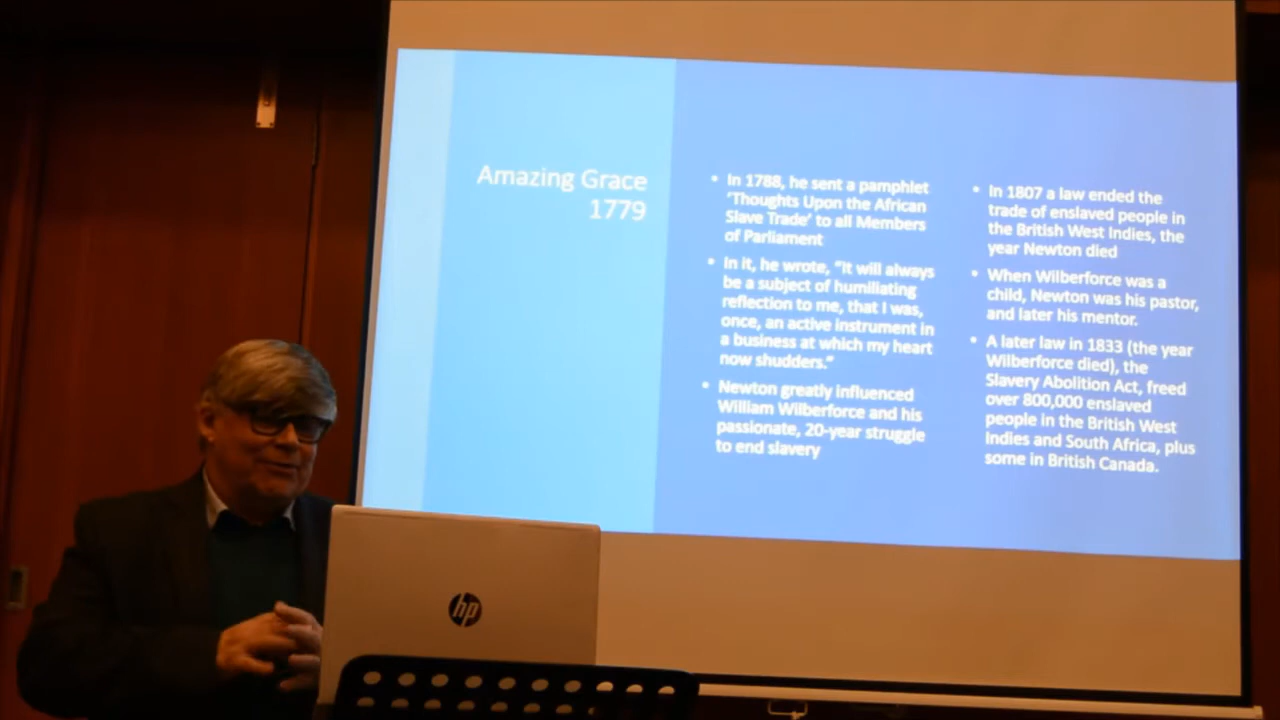 Amazing Grace
1779
• In 1788, he sent a pamphlet
'Thoughts Upon the African
Slave Trade' to all Members
of Parliament
• In it, he wrote, "It will always
be a subject of humiliating
reflection to me, that I was,
once, an active instrument in
a business at which my heart
now shudders."
• Newton greatly influenced
William Wilberforce and his
passionate, 20-year struggle
to end slavery
• In 1807 a law ended the
trade of enslaved people in
the British West Indies, the
year Newton died
• When Wilberforce was a
child, Newton was his pastor,
and later his mentor.
• A later law in 1833 (the year
Wilberforce died), the
Slavery Abolition Act, freed
over 800,000 enslaved
people in the British West
Indies and South Africa, plus
some in British Canada.
hp